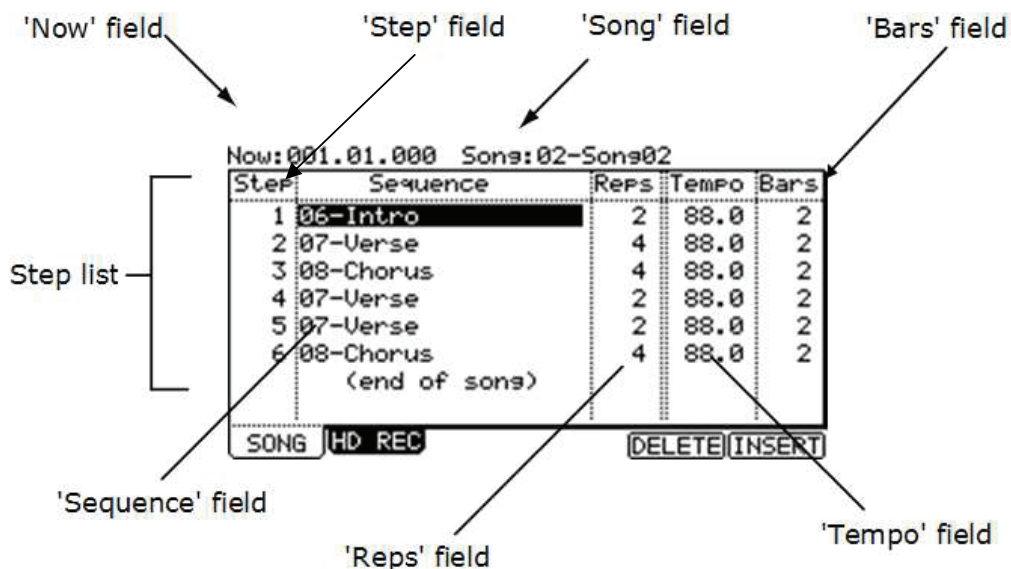 'Now' field
'Step' field
'Song' field
'Bars' field
Now:001.01.000 Song:02-Song02
Step Sequence Reps Tempo Bars
1 06-Intro 2 88.0 2
2 07-Verse 4 88.0 2
3 08-Chorus 4 88.0 2
4 07-Verse 2 88.0 2
5 07-Verse 2 88.0 2
6 08-Chorus 4 88.0 2
(end of song)
Step list
SONG HD REC DELETE INSERT
'Sequence' field
'Reps' field
'Tempo' field